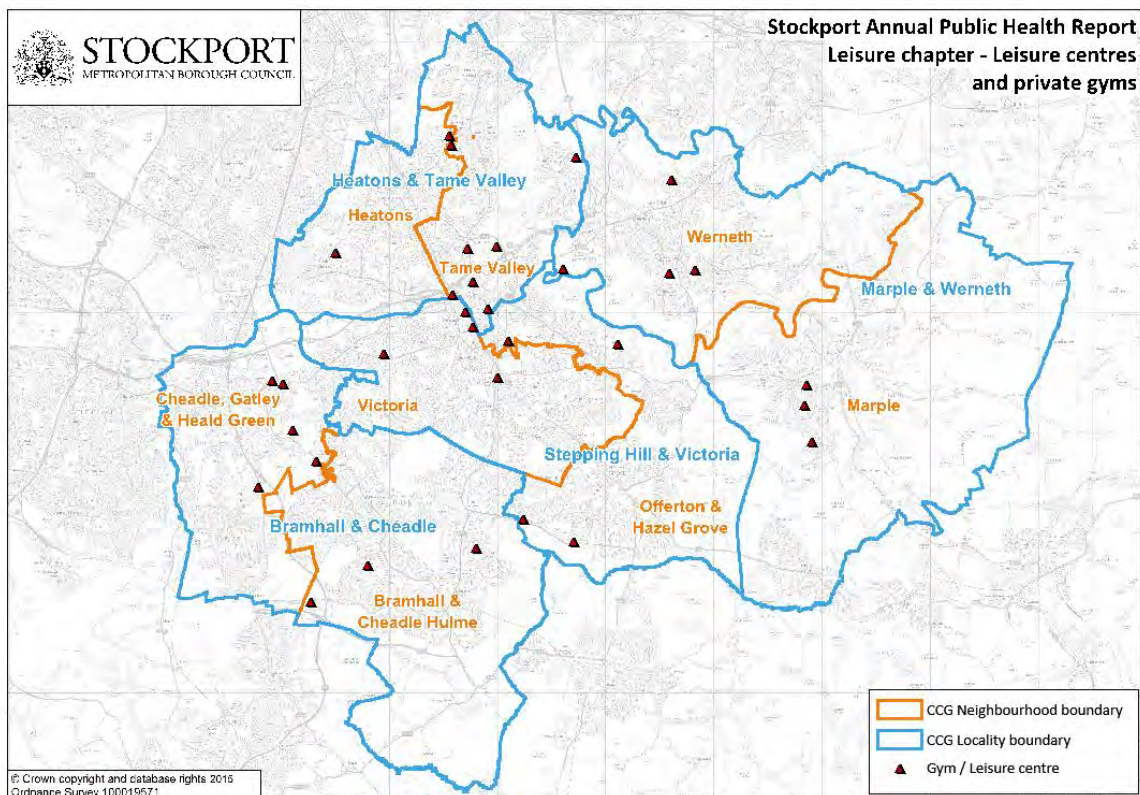 STOCKPORT
METROPOLITAN BOROUGH COUNCIL
Stockport Annual Public Health Report
Leisure chapter - Leisure centres
and private gyms
Heatons & Tame Valley
Heatons
Tame Valley
Werneth
Marple & Werneth
Cheadle, Gatley
& Heald Green
Victoria
Marple
Stepping Hill & Victoria
Offerton &
Hazel Grove
Bramhall & Cheadle
Bramhall &
Cheadle Hulme
CCG Neighbourhood boundary
CCG Locality boundary
Gym / Leisure centre
© Crown copyright and database rights 2015
Ordnance Survey 100019571